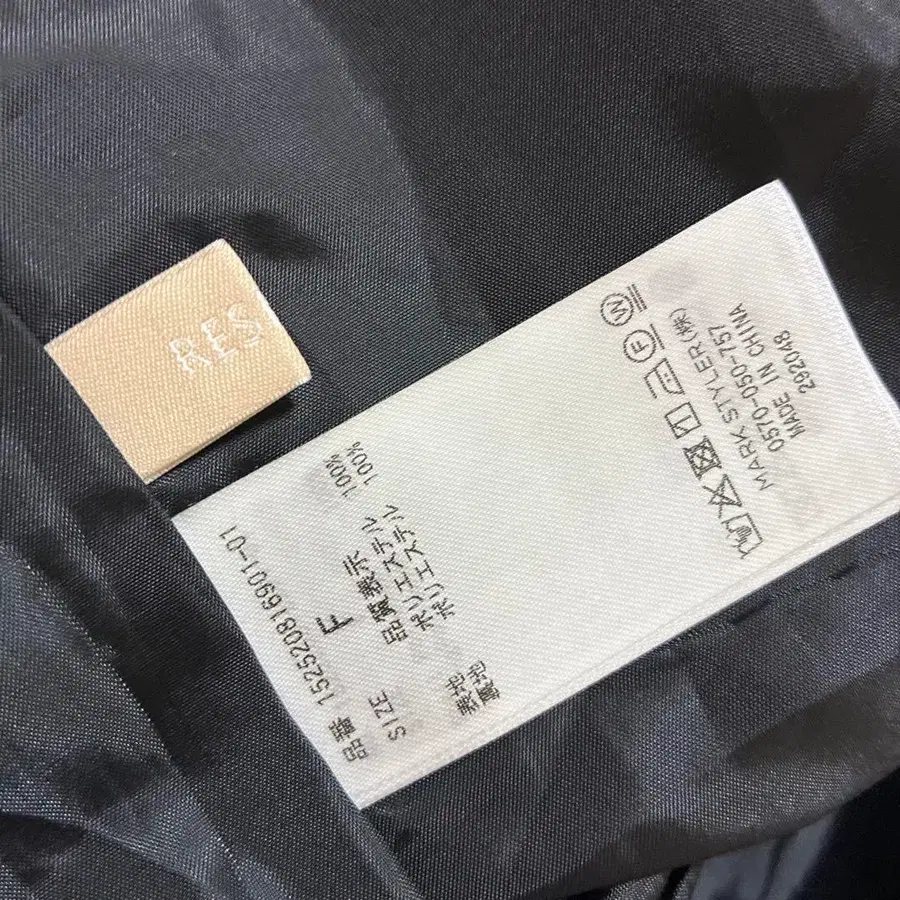 RES
品番 152520816901-01
SIZE F
品質表示
表地 ポリエステル 100%
裏地 ポリエステル 100%
MARK STYLER(株)
0570-050-757
MADE IN CHINA
292048
F
W